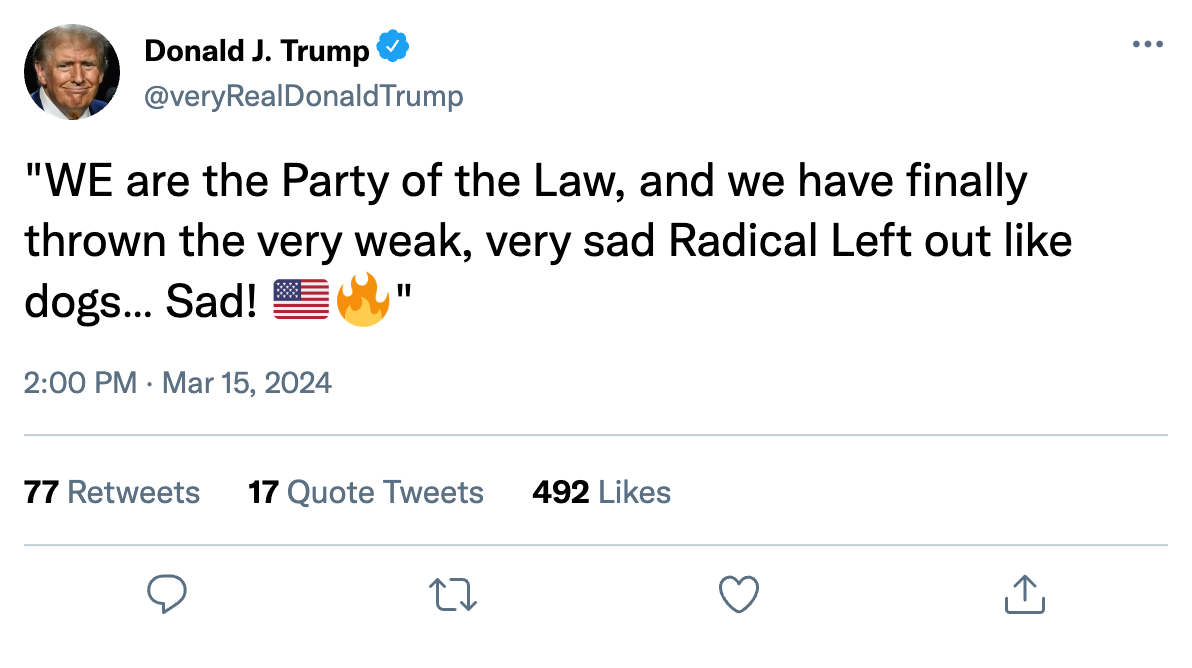 Donald J. Trump
@veryRealDonaldTrump
"WE are the Party of the Law, and we have finally
thrown the very weak, very sad Radical Left out like
dogs... Sad! 🇺🇸🔥"
2:00 PM · Mar 15, 2024
77 Retweets 17 Quote Tweets 492 Likes